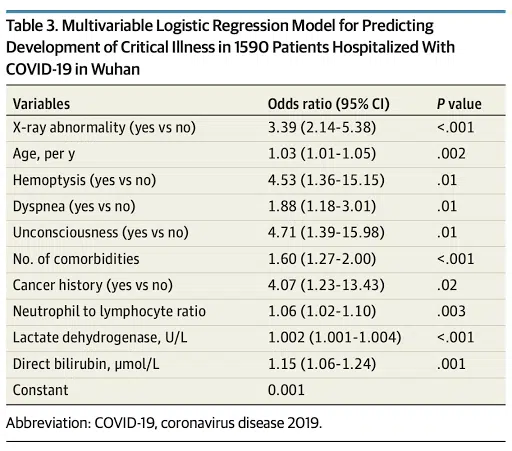 Table 3. Multivariable Logistic Regression Model for Predicting
Development of Critical Illness in 1590 Patients Hospitalized With
COVID-19 in Wuhan
Variables Odds ratio (95% CI) P value
X-ray abnormality (yes vs no) 3.39 (2.14-5.38) <.001
Age, per y 1.03 (1.01-1.05) .002
Hemoptysis (yes vs no) 4.53 (1.36-15.15) .01
Dyspnea (yes vs no) 1.88 (1.18-3.01) .01
Unconsciousness (yes vs no) 4.71 (1.39-15.98) .01
No. of comorbidities 1.60 (1.27-2.00) <.001
Cancer history (yes vs no) 4.07 (1.23-13.43) .02
Neutrophil to lymphocyte ratio 1.06 (1.02-1.10) .003
Lactate dehydrogenase, U/L 1.002 (1.001-1.004) <.001
Direct bilirubin, μmol/L 1.15 (1.06-1.24) .001
Constant 0.001
Abbreviation: COVID-19, coronavirus disease 2019.